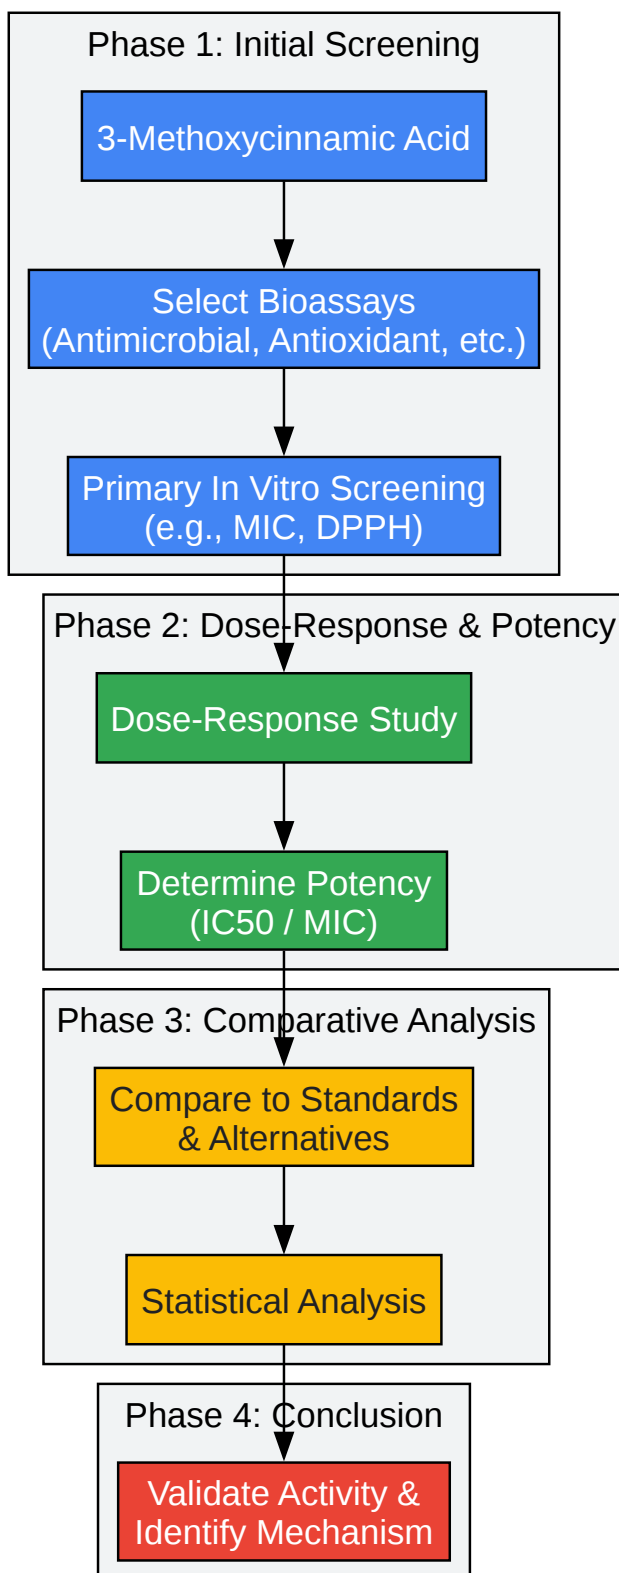 Phase 1: Initial Screening
3-Methoxycinnamic Acid
Select Bioassays
(Antimicrobial, Antioxidant, etc.)
Primary In Vitro Screening
(e.g., MIC, DPPH)
Phase 2: Dose-Response & Potency
Dose-Response Study
Determine Potency
(IC50 / MIC)
Phase 3: Comparative Analysis
Compare to Standards
& Alternatives
Statistical Analysis
Phase 4: Conclusion
Validate Activity &
Identify Mechanism